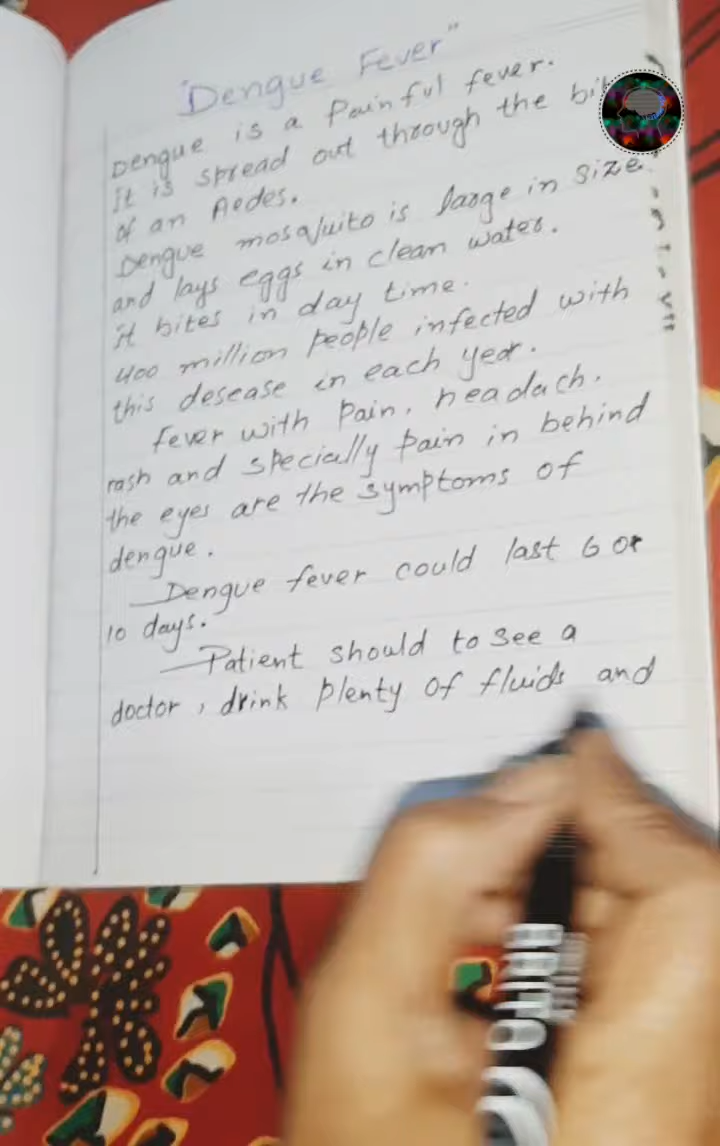 "Dengue Fever"
Dengue is a Painful fever.
It is spread out through the
of an Aedes.
Dengue mosquito is large in size
and lays eggs in clean water.
it bites in day time.
400 million people infected with
this desease in each year.
fever with pain, headach.
rash and specially pain in behind
the eyes are the symptoms of
dengue.
Dengue fever could last 6 or
10 days.
Patient should to see a
doctor, drink plenty of fluids and